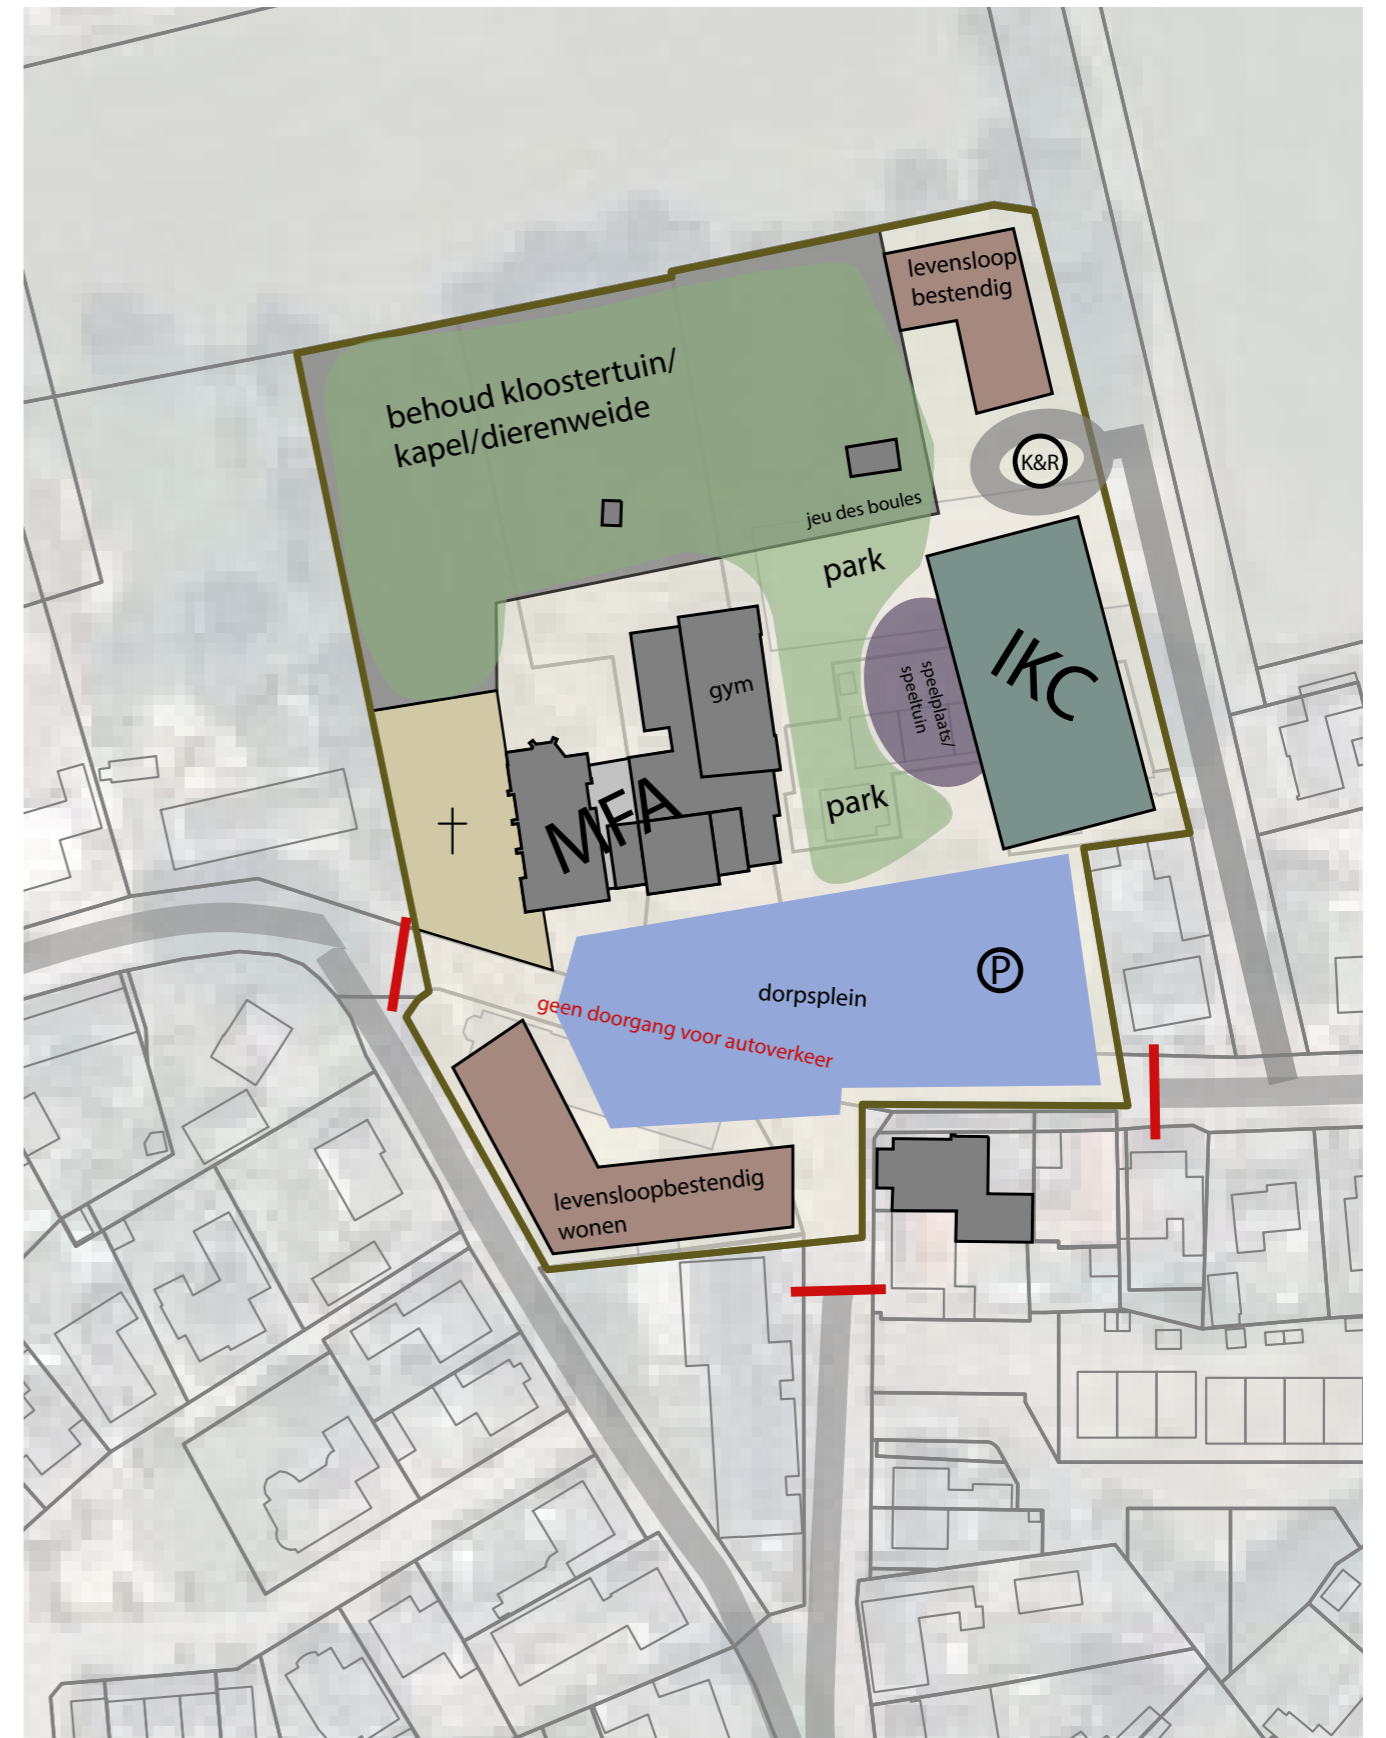 levensloop
bestendig
behoud kloostertuin/
kapel/dierenweide
K&R
jeu des boules
park
IKC
gym
speelplaats/
speeltuin
MFA
park
P
dorpsplein
geen doorgang voor autoverkeer
levensloopbestendig
wonen